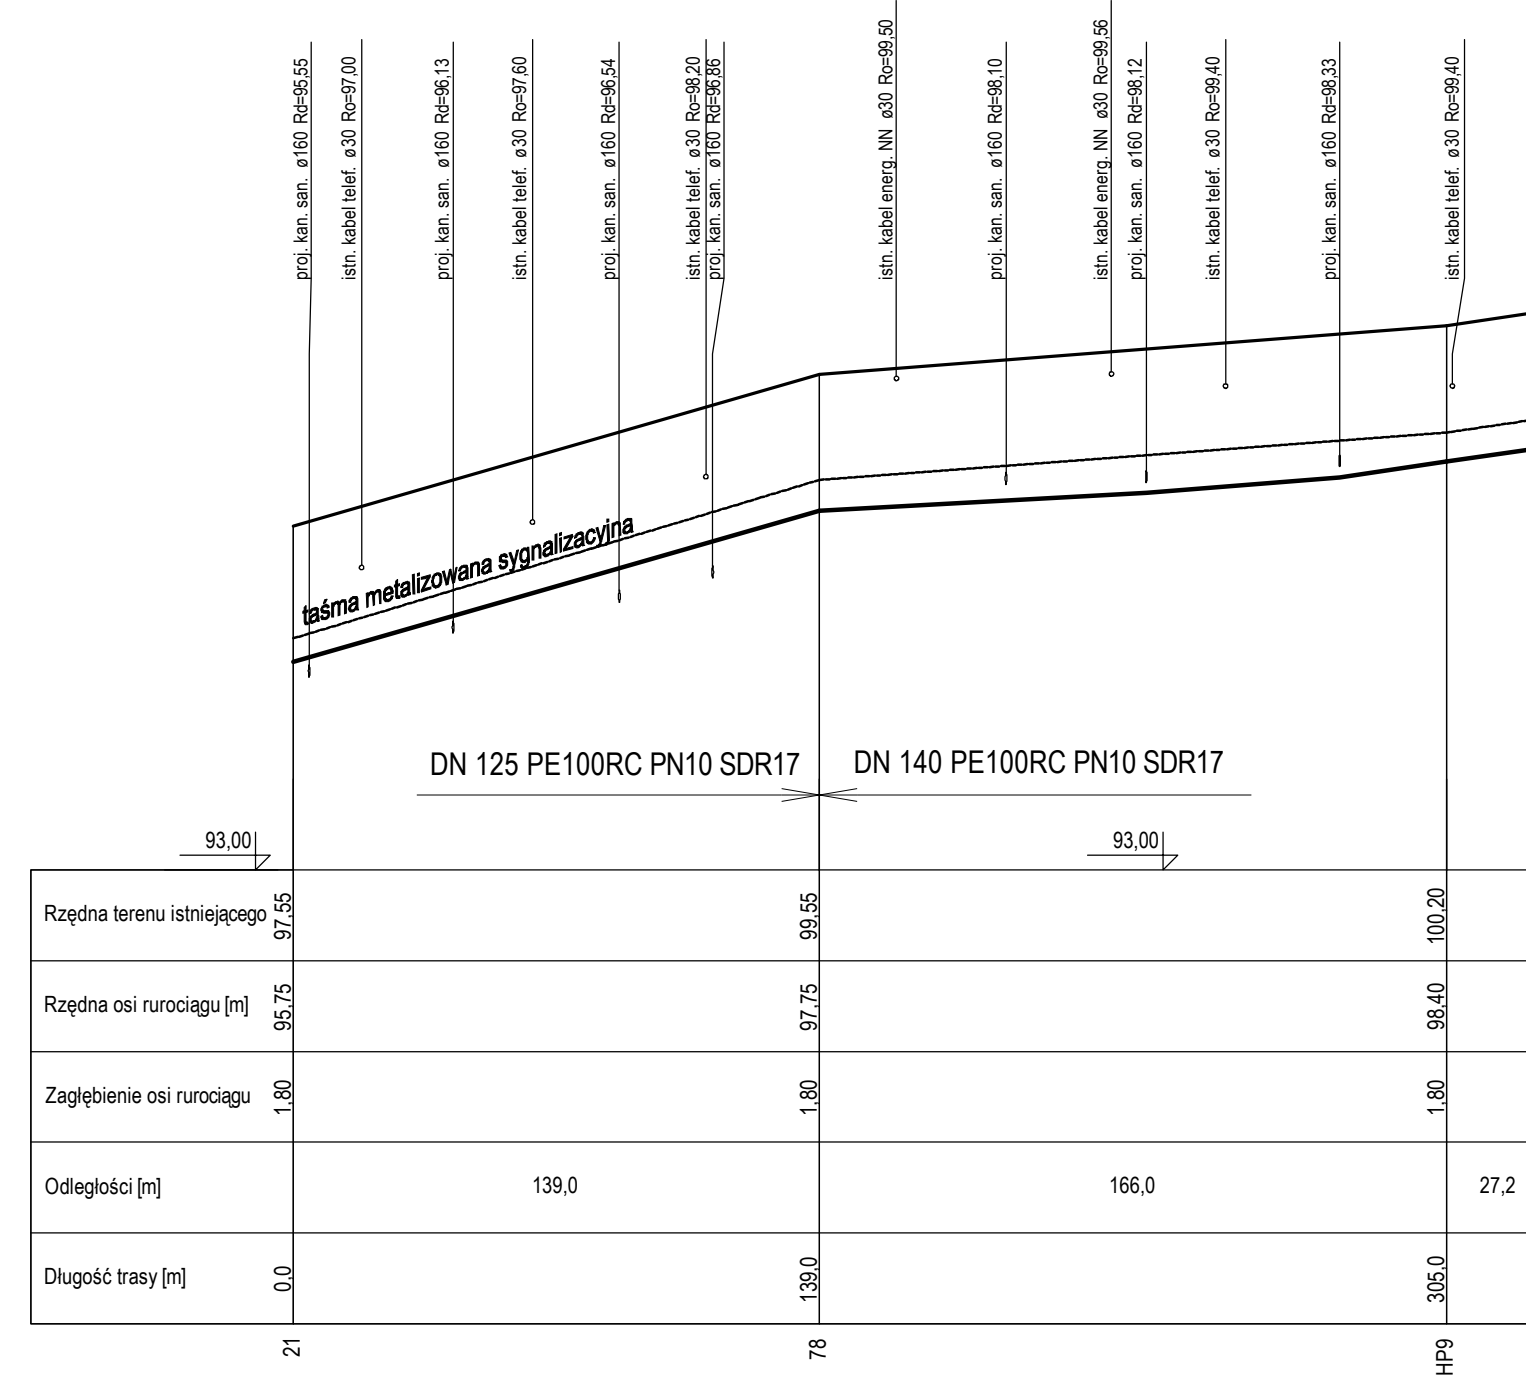 proj. kan. san. ø160 Rd=95,55
istn. kabel telef. ø30 Ro=97,00
proj. kan. san. ø160 Rd=96,13
istn. kabel telef. ø30 Ro=97,60
proj. kan. san. ø160 Rd=96,54
istn. kabel telef. ø30 Ro=98,20
proj. kan. san. ø160 Rd=96,86
istn. kabel energ. NN ø30 Ro=99,50
proj. kan. san. ø160 Rd=98,10
istn. kabel energ. NN ø30 Ro=99,56
proj. kan. san. ø160 Rd=98,12
istn. kabel telef. ø30 Ro=99,40
proj. kan. san. ø160 Rd=98,33
istn. kabel telef. ø30 Ro=99,40
taśma metalizowana sygnalizacyjna
DN 125 PE100RC PN10 SDR17
DN 140 PE100RC PN10 SDR17
93,00
93,00
Rzędna terenu istniejącego
97,55
99,55
100,20
Rzędna osi rurociągu [m]
95,75
97,75
98,40
Zagłębienie osi rurociągu
1,80
1,80
1,80
Odległości [m]
139,0
166,0
27,2
Długość trasy [m]
0,0
139,0
305,0
21
78
HP9